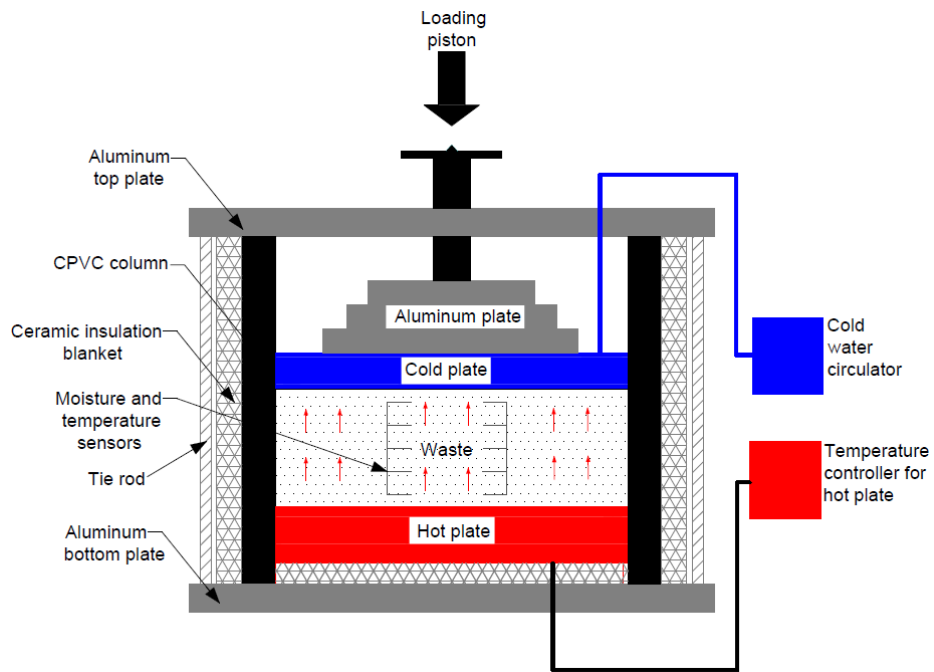 Loading
piston
Aluminum
top plate
CPVC column
Ceramic insulation
blanket
Moisture and
temperature
sensors
Tie rod
Aluminum
bottom plate
Aluminum plate
Cold plate
Waste
Hot plate
Cold
water
circulator
Temperature
controller for
hot plate